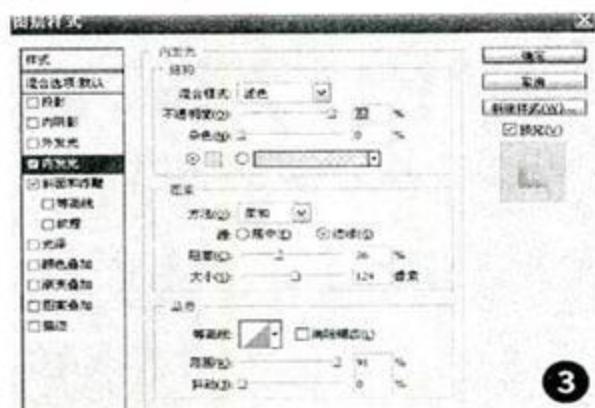 图层样式
样式
混合选项:默认
投影
内阴影
外发光
内发光
斜面和浮雕
等高线
纹理
光泽
颜色叠加
渐变叠加
图案叠加
描边
内发光
结构
混合模式: 滤色
不透明度(O): %
杂色(N): 0 %
图素
方法(Q): 柔和
源: 居中(E) 边缘(G)
阻塞(C): 26 %
大小(S): 124 像素
品质
等高线: 消除锯齿(L)
范围(R): 91 %
抖动(J): 0 %
确定
取消
新建样式(W)...
预览(V)
3